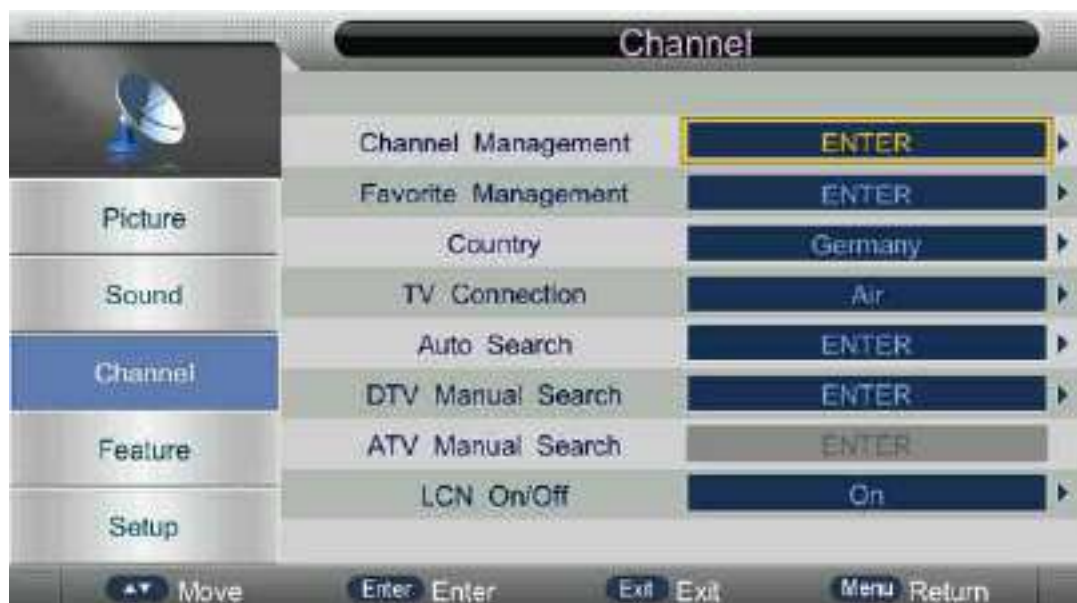 Channel
Channel Management ENTER
Favorite Management ENTER
Country Germany
TV Connection Air
Auto Search ENTER
DTV Manual Search ENTER
ATV Manual Search ENTER
LCN On/Off On
Picture
Sound
Channel
Feature
Setup
Move Enter Enter Exit Exit Menu Return